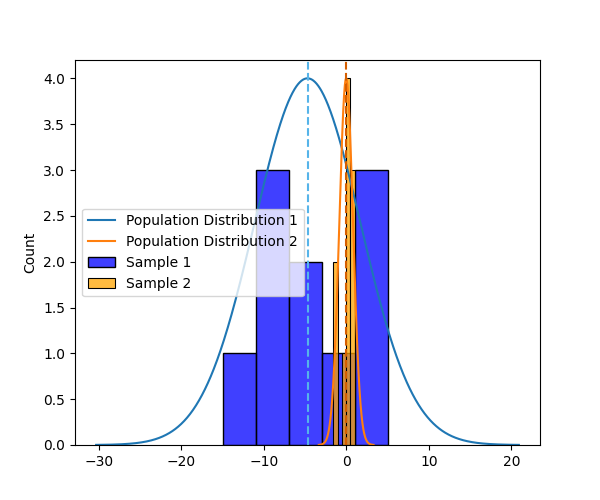 4.0
3.5
3.0
2.5
2.0
1.5
1.0
0.5
0.0
Count
Population Distribution 1
Population Distribution 2
Sample 1
Sample 2
−30 −20 −10 0 10 20